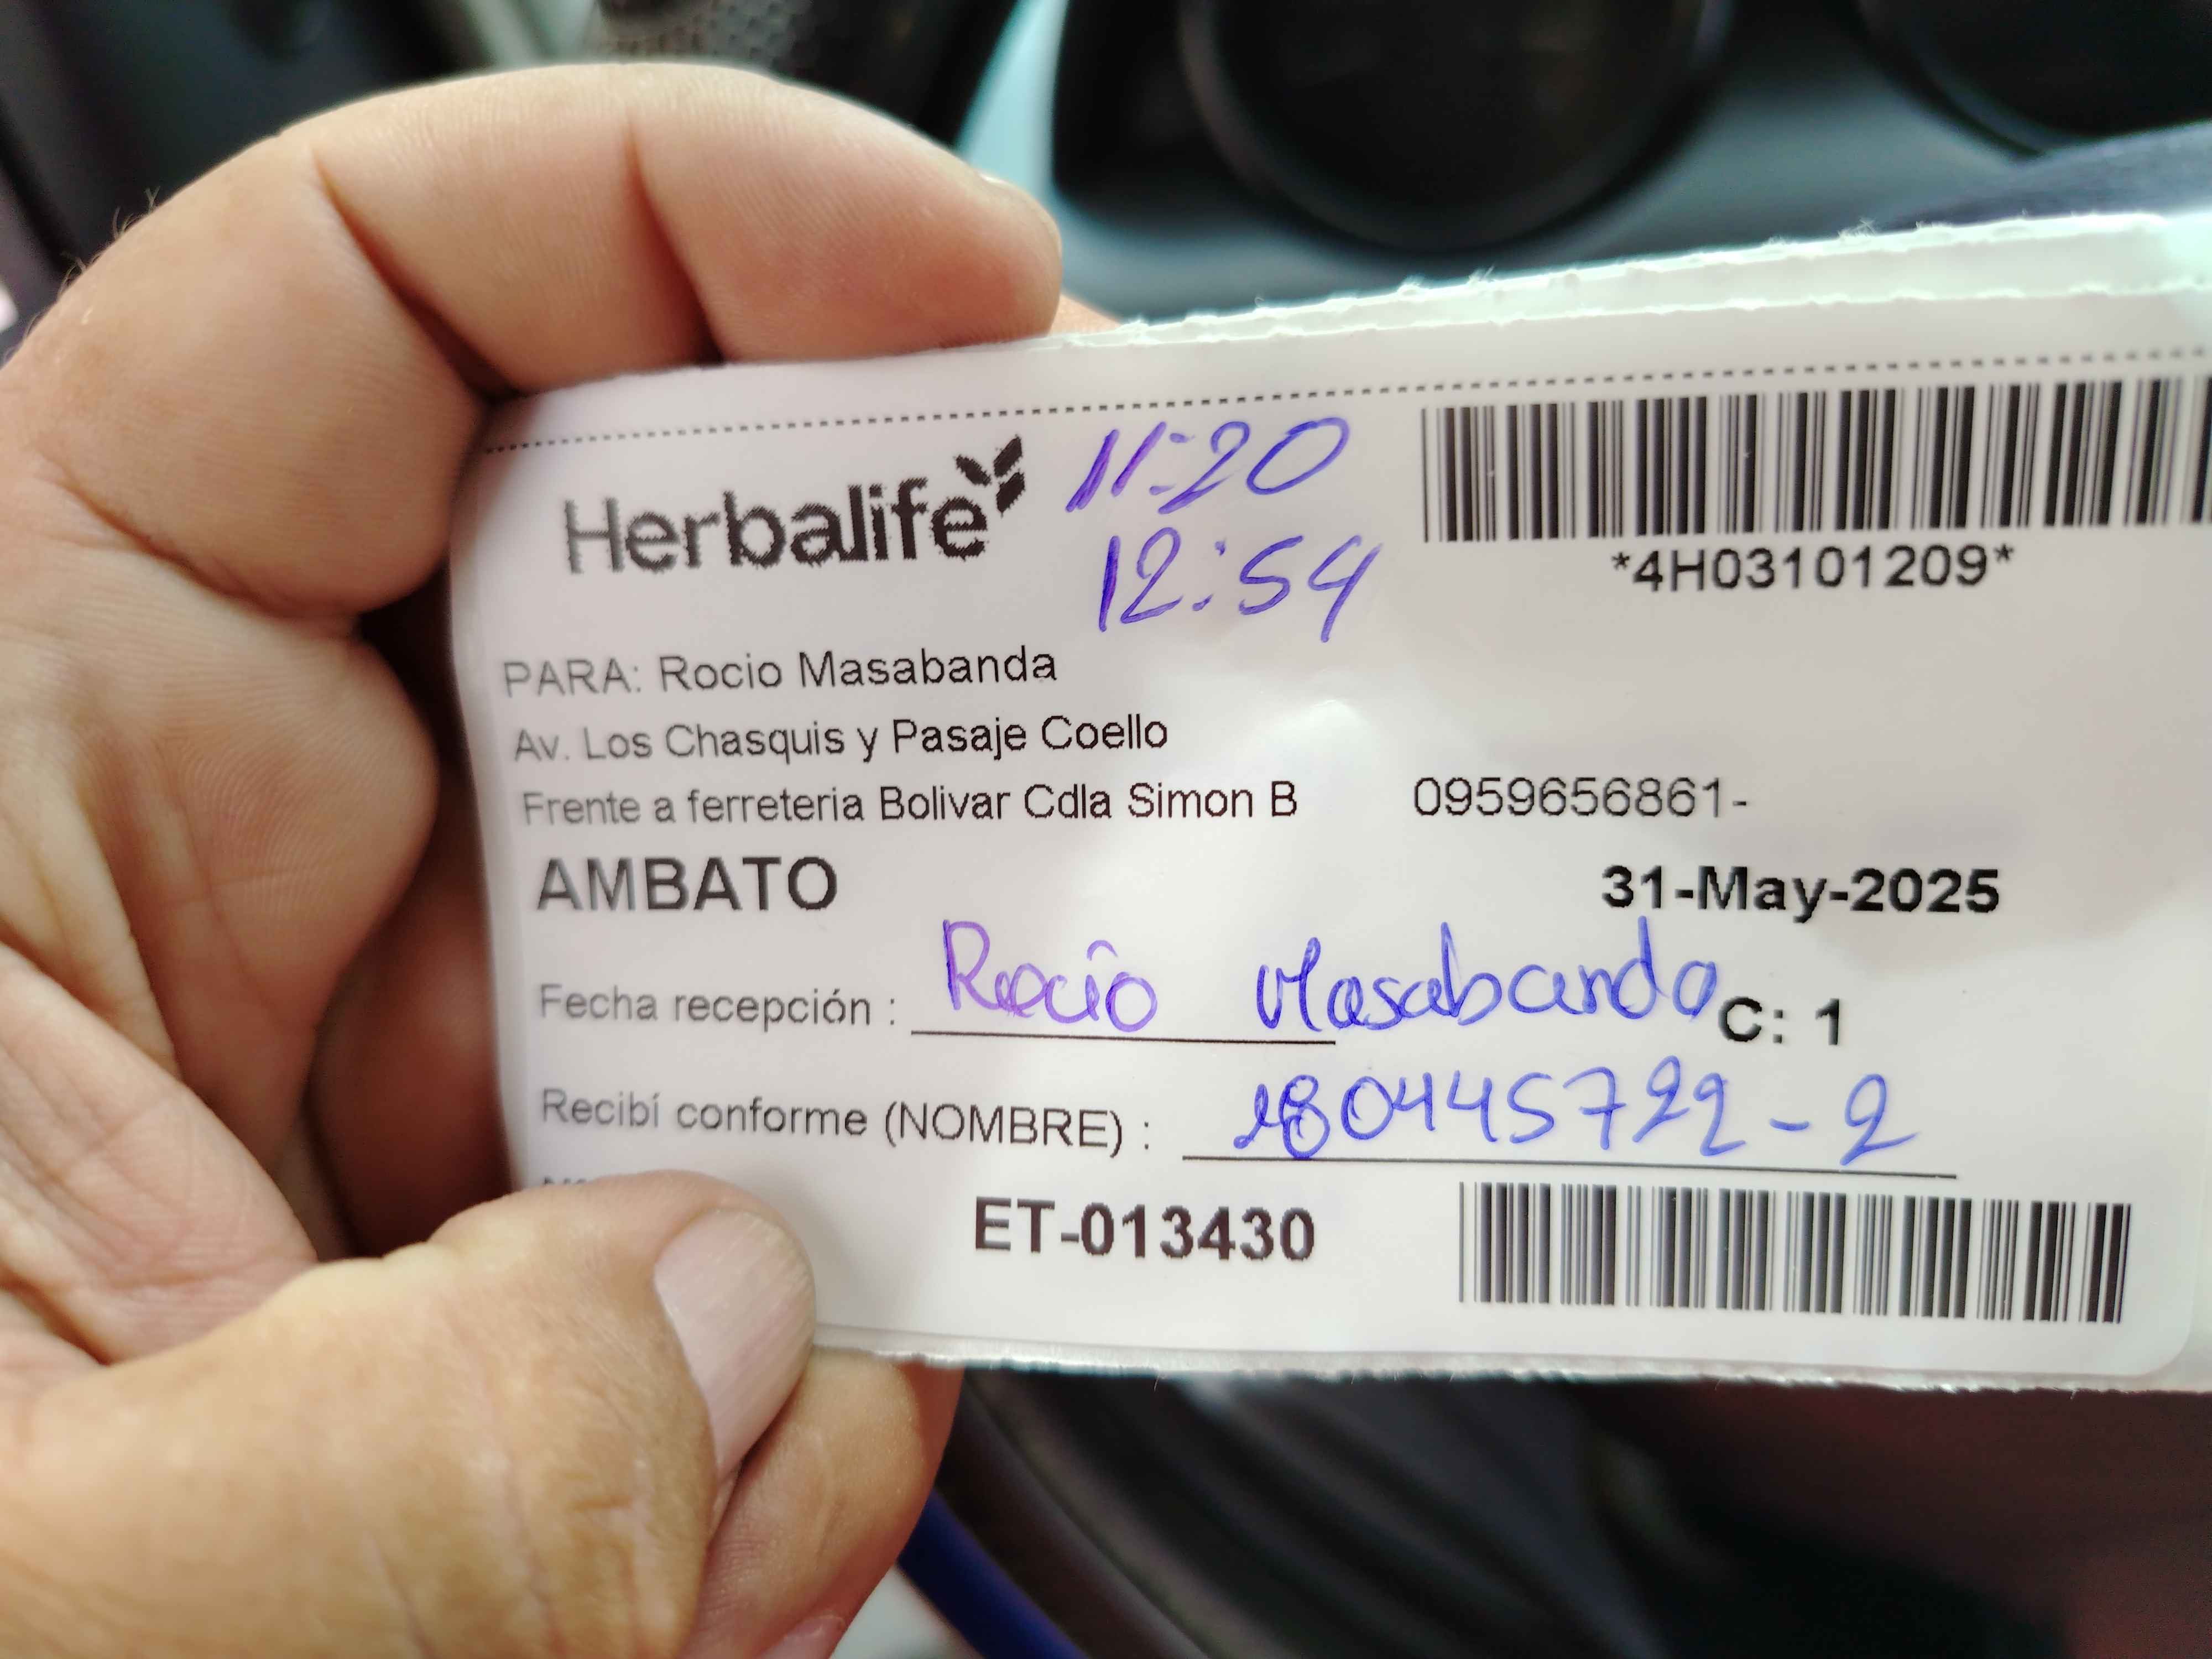 Herbalife
11:20
12:54
*4H03101209*
PARA: Rocio Masabanda
Av. Los Chasquis y Pasaje Coello
Frente a ferreteria Bolivar Cdla Simon B 0959656861-
AMBATO 31-May-2025
Fecha recepción : Rocío Masabanda C: 1
Recibí conforme (NOMBRE) : 180445722-2
ET-013430